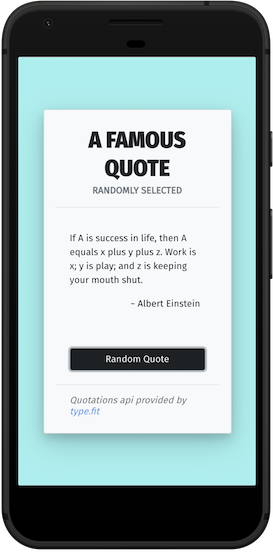 A FAMOUS
QUOTE
RANDOMLY SELECTED
If A is success in life, then A
equals x plus y plus z. Work is
x; y is play; and z is keeping
your mouth shut.
– Albert Einstein
Random Quote
Quotations api provided by
type.fit